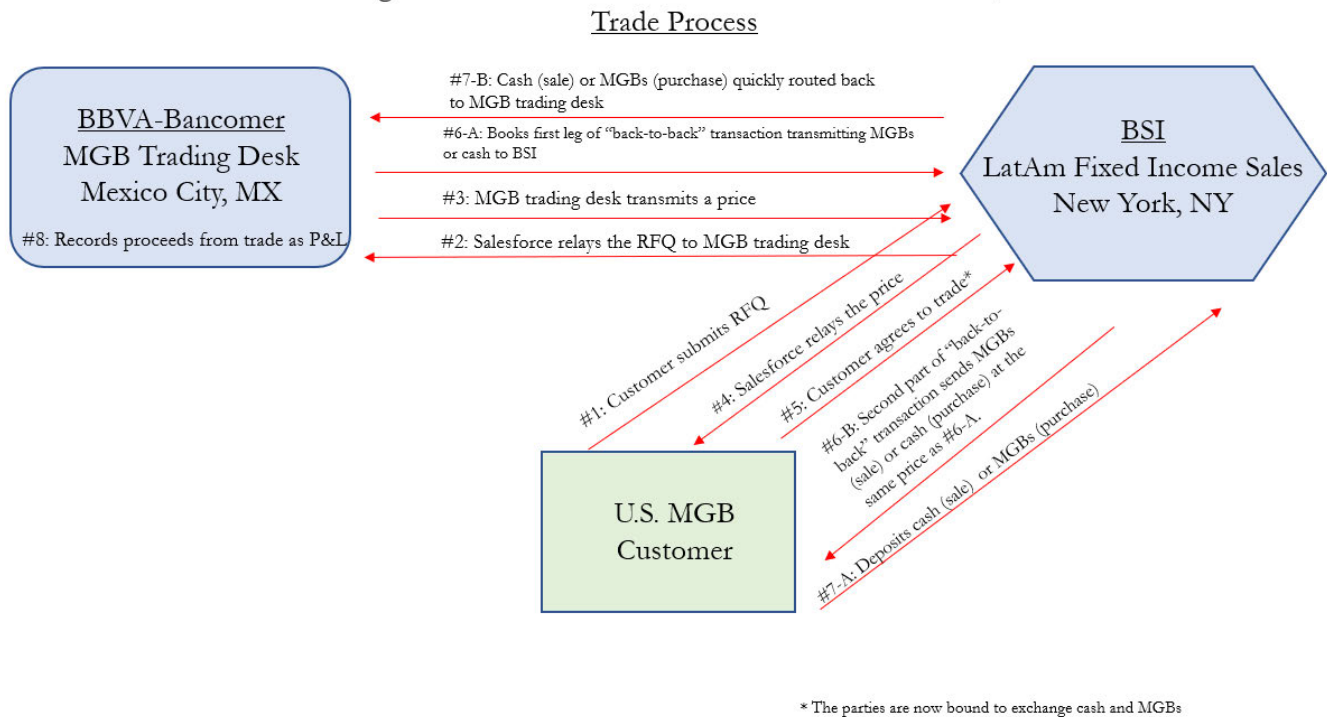 Trade Process
#7-B: Cash (sale) or MGBs (purchase) quickly routed back
to MGB trading desk
#6-A: Books first leg of “back-to-back” transaction transmitting MGBs
or cash to BSI
#3: MGB trading desk transmits a price
#2: Salesforce relays the RFQ to MGB trading desk
BBVA-Bancomer
MGB Trading Desk
Mexico City, MX
#8: Records proceeds from trade as P&L
BSI
LatAm Fixed Income Sales
New York, NY
#1: Customer submits RFQ
#4: Salesforce relays the price
#5: Customer agrees to trade*
#6-B: Second part of “back-to-
back” transaction sends MGBs
(sale) or cash (purchase) at the
same price as #6-A.
#7-A: Deposits cash (sale) or MGBs (purchase)
U.S. MGB
Customer
* The parties are now bound to exchange cash and MGBs